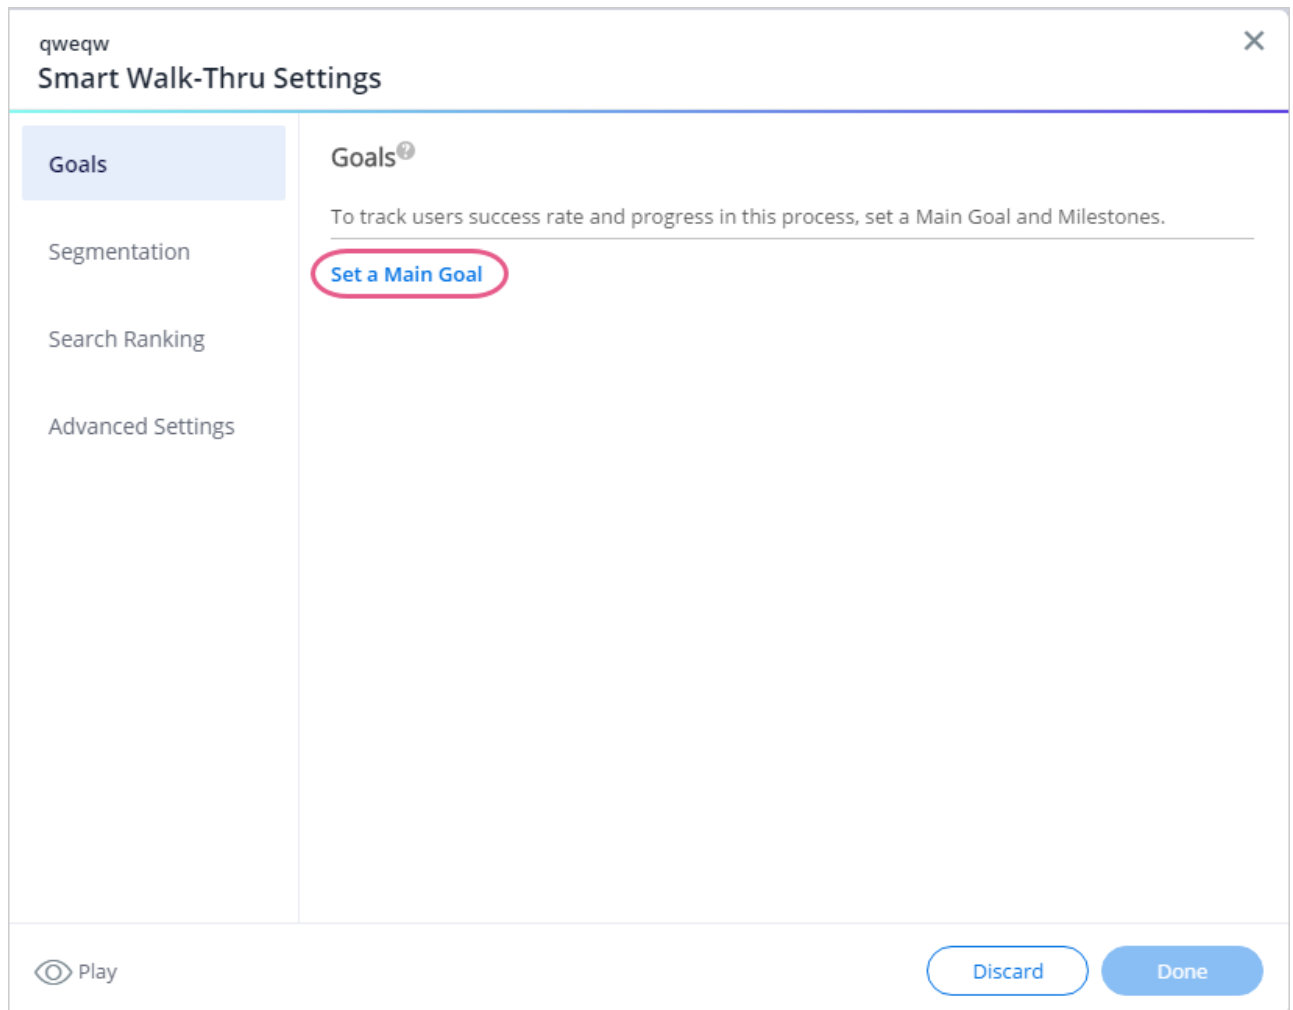 qweqw
Smart Walk-Thru Settings
Goals
Segmentation
Search Ranking
Advanced Settings
Goals?
To track users success rate and progress in this process, set a Main Goal and Milestones.
Set a Main Goal
Play
Discard
Done